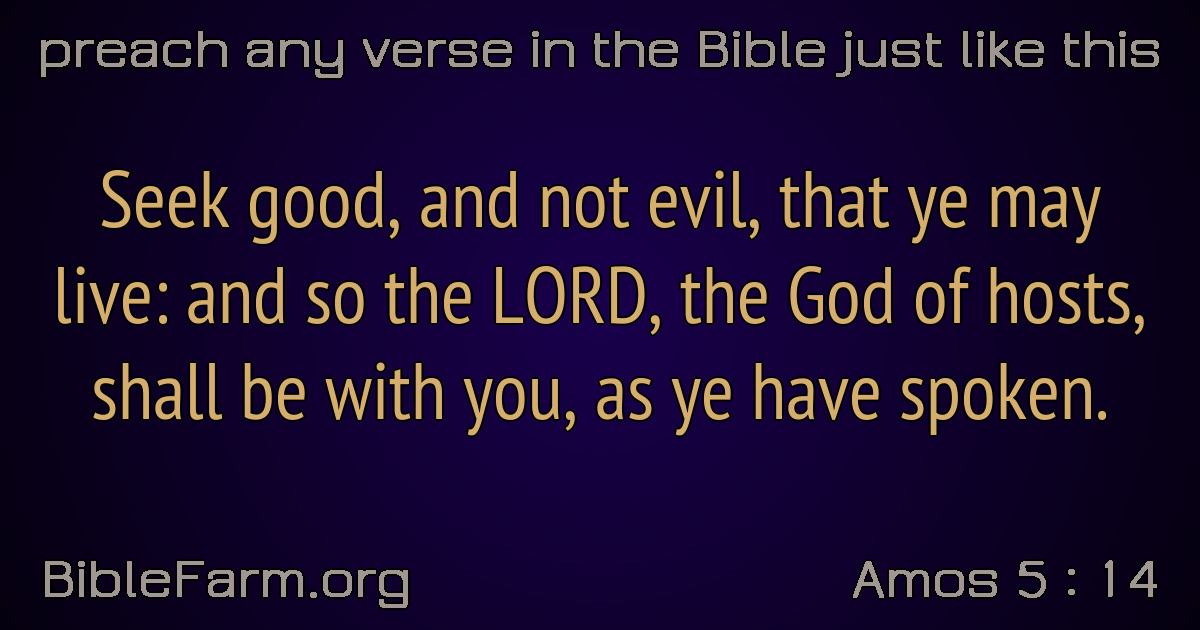 preach any verse in the Bible just like this
Seek good, and not evil, that ye may
live: and so the LORD, the God of hosts,
shall be with you, as ye have spoken.
BibleFarm.org
Amos 5 : 14